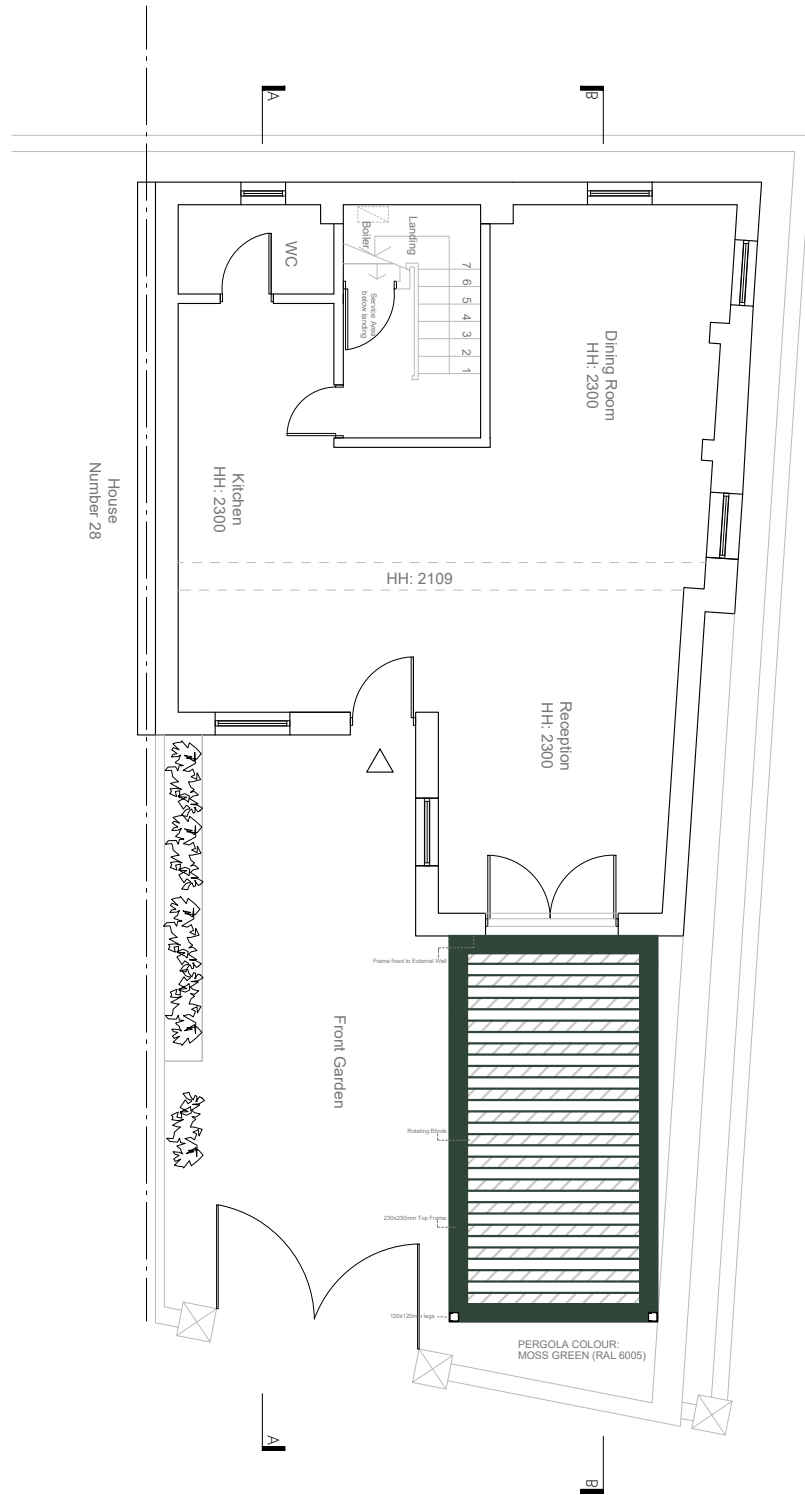 A
B
WC
Boiler
Landing
7
6
5
4
3
2
1
Service Area
below landing
Dining Room
HH: 2300
Kitchen
HH: 2300
House
Number 28
HH: 2109
Reception
HH: 2300
Frame fixed to External Wall
Front Garden
Rotating Blinds
230x230mm Top Frame
120x120mm legs
PERGOLA COLOUR:
MOSS GREEN (RAL 6005)
A
B